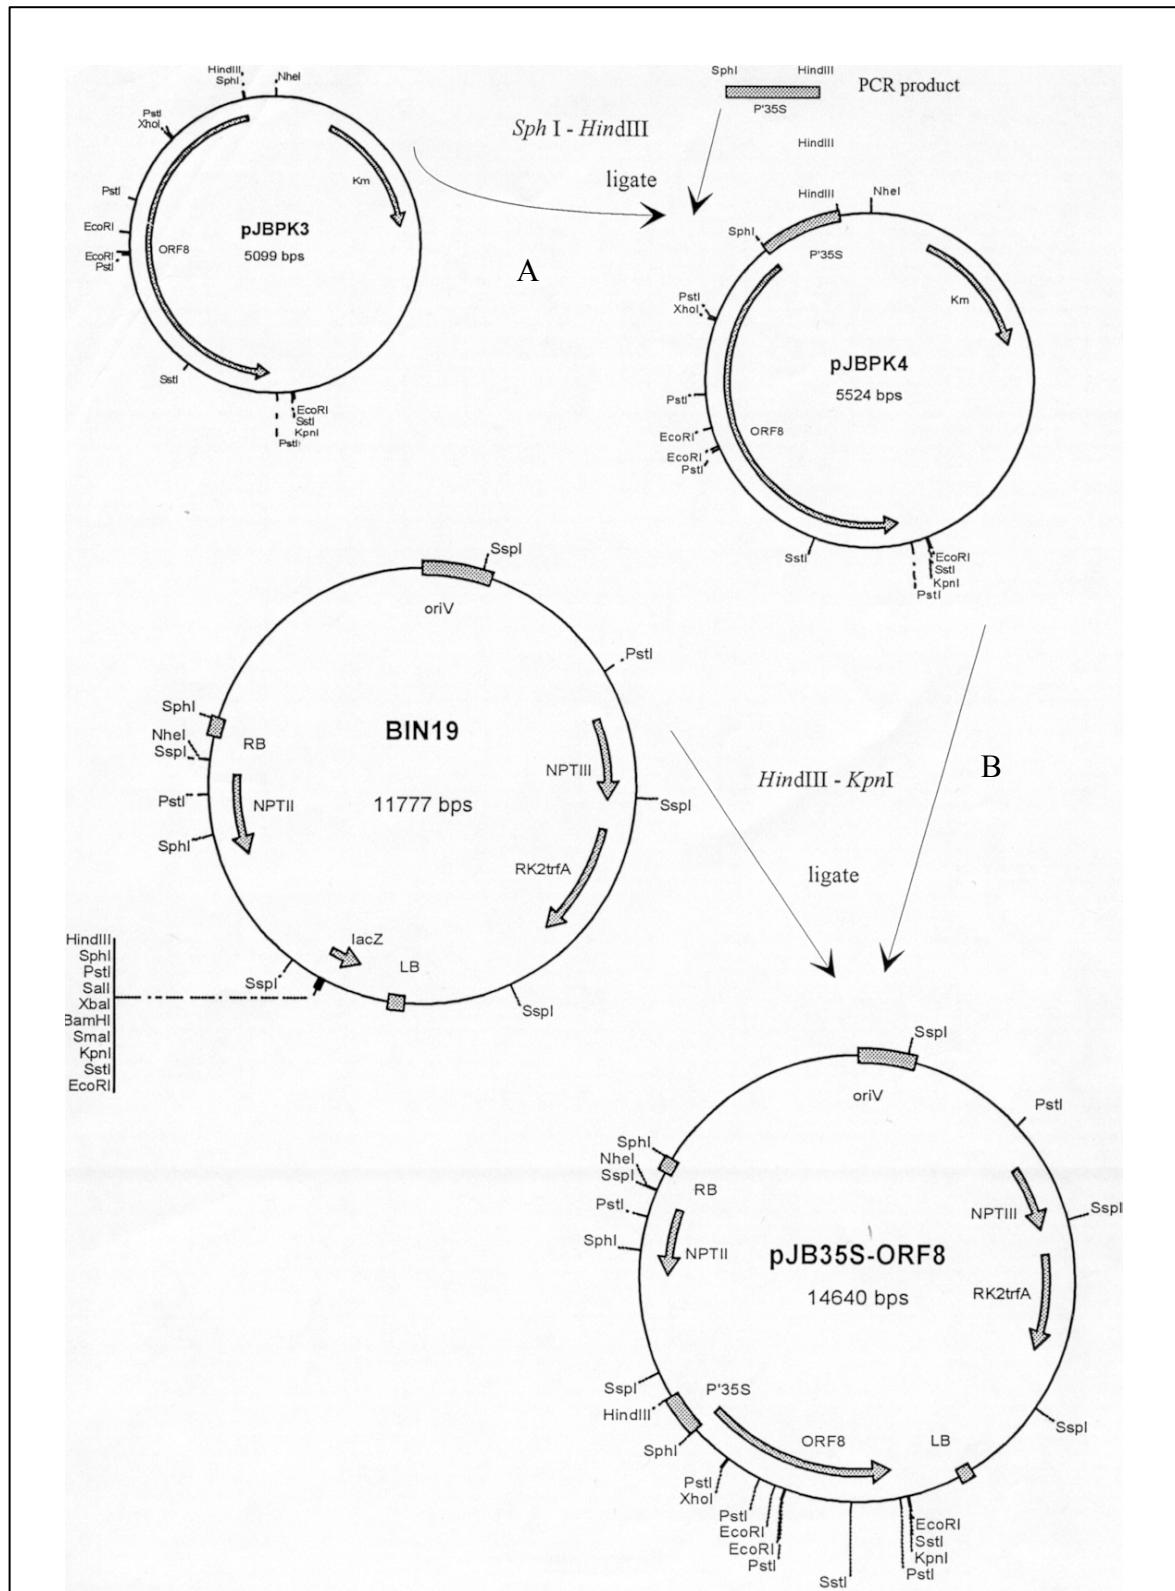 HindIII
SphI
NheI
PstI
XhoI
PstI
EcoRI
EcoRI
PstI
SstI
EcoRI
SstI
KpnI
PstI
Km
ORF8
pJBPK3
5099 bps
SphI
HindIII
P'35S
PCR product
HindIII
Sph I - HindIII
ligate
A
HindIII
NheI
SphI
P'35S
PstI
XhoI
Km
pJBPK4
5524 bps
PstI
EcoRI
ORF8
EcoRI
PstI
SstI
EcoRI
SstI
KpnI
PstI
SspI
oriV
PstI
SphI
RB
NheI
SspI
BIN19
11777 bps
PstI
NPTII
SphI
NPTIII
SspI
RK2trfA
lacZ
LB
SspI
SspI
HindIII
SphI
PstI
SalI
XbaI
BamHI
SmaI
KpnI
SstI
EcoRI
HindIII - KpnI
B
ligate
SspI
oriV
PstI
SphI
NheI
SspI
RB
PstI
NPTIII
SspI
SphI
NPTII
pJB35S-ORF8
14640 bps
RK2trfA
SspI
P'35S
HindIII
SphI
ORF8
LB
SspI
PstI
XhoI
PstI
EcoRI
EcoRI
PstI
SstI
EcoRI
SstI
KpnI
PstI